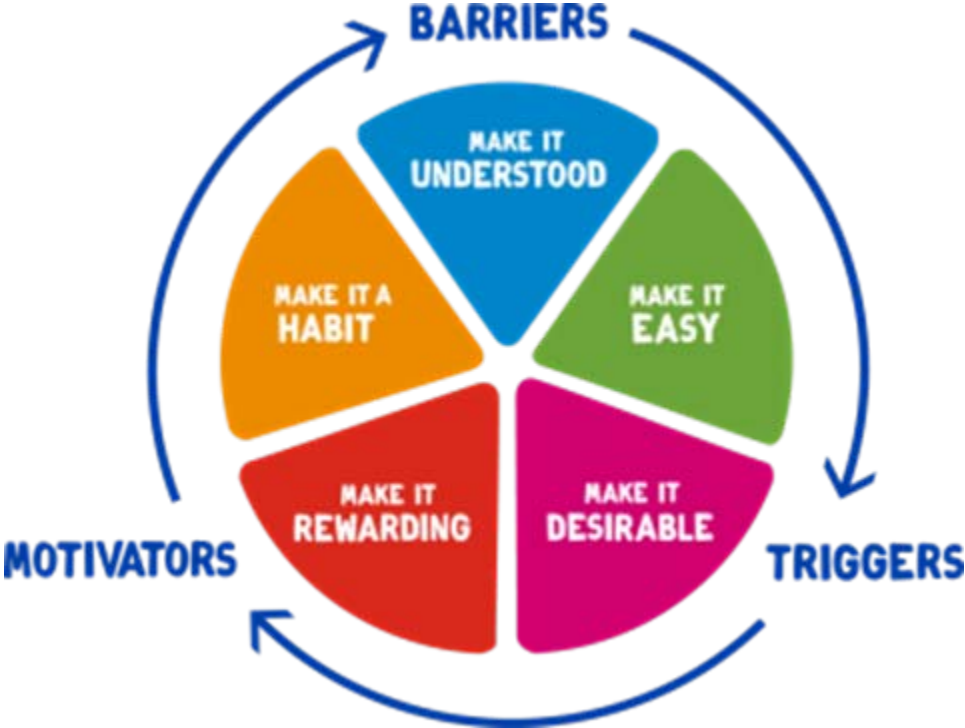 BARRIERS
MAKE IT
UNDERSTOOD
MAKE IT A
HABIT
MAKE IT
EASY
MAKE IT
REWARDING
MAKE IT
DESIRABLE
MOTIVATORS
TRIGGERS